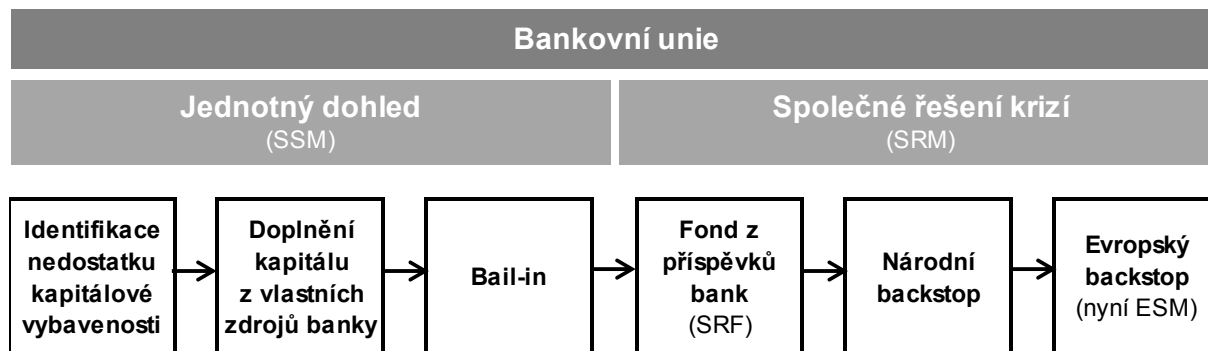 Bankovní unie
Jednotný dohled
(SSM)
Společné řešení krizí
(SRM)
Identifikace
nedostatku
kapitálové
vybavenosti
Doplnění
kapitálu
z vlastních
zdrojů banky
Bail-in
Fond z
příspěvků
bank
(SRF)
Národní
backstop
Evropský
backstop
(nyní ESM)